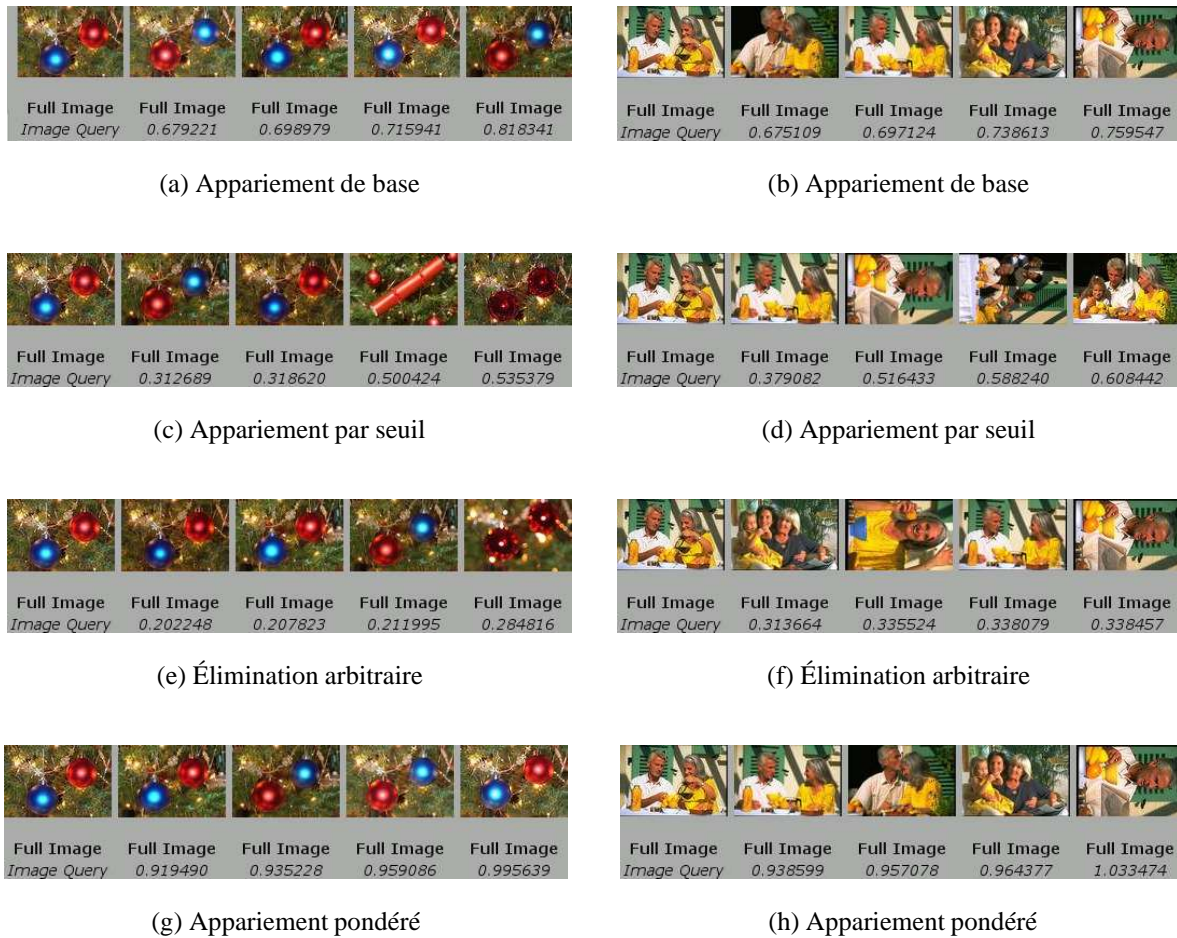 Full Image Full Image Full Image Full Image Full Image
Image Query 0.679221 0.698979 0.715941 0.818341
(a) Appariement de base
Full Image Full Image Full Image Full Image Full Image
Image Query 0.675109 0.697124 0.738613 0.759547
(b) Appariement de base
Full Image Full Image Full Image Full Image Full Image
Image Query 0.312689 0.318620 0.500424 0.535379
(c) Appariement par seuil
Full Image Full Image Full Image Full Image Full Image
Image Query 0.379082 0.516433 0.588240 0.608442
(d) Appariement par seuil
Full Image Full Image Full Image Full Image Full Image
Image Query 0.202248 0.207823 0.211995 0.284816
(e) Élimination arbitraire
Full Image Full Image Full Image Full Image Full Image
Image Query 0.313664 0.335524 0.338079 0.338457
(f) Élimination arbitraire
Full Image Full Image Full Image Full Image Full Image
Image Query 0.919490 0.935228 0.959086 0.995639
(g) Appariement pondéré
Full Image Full Image Full Image Full Image Full Image
Image Query 0.938599 0.957078 0.964377 1.033474
(h) Appariement pondéré